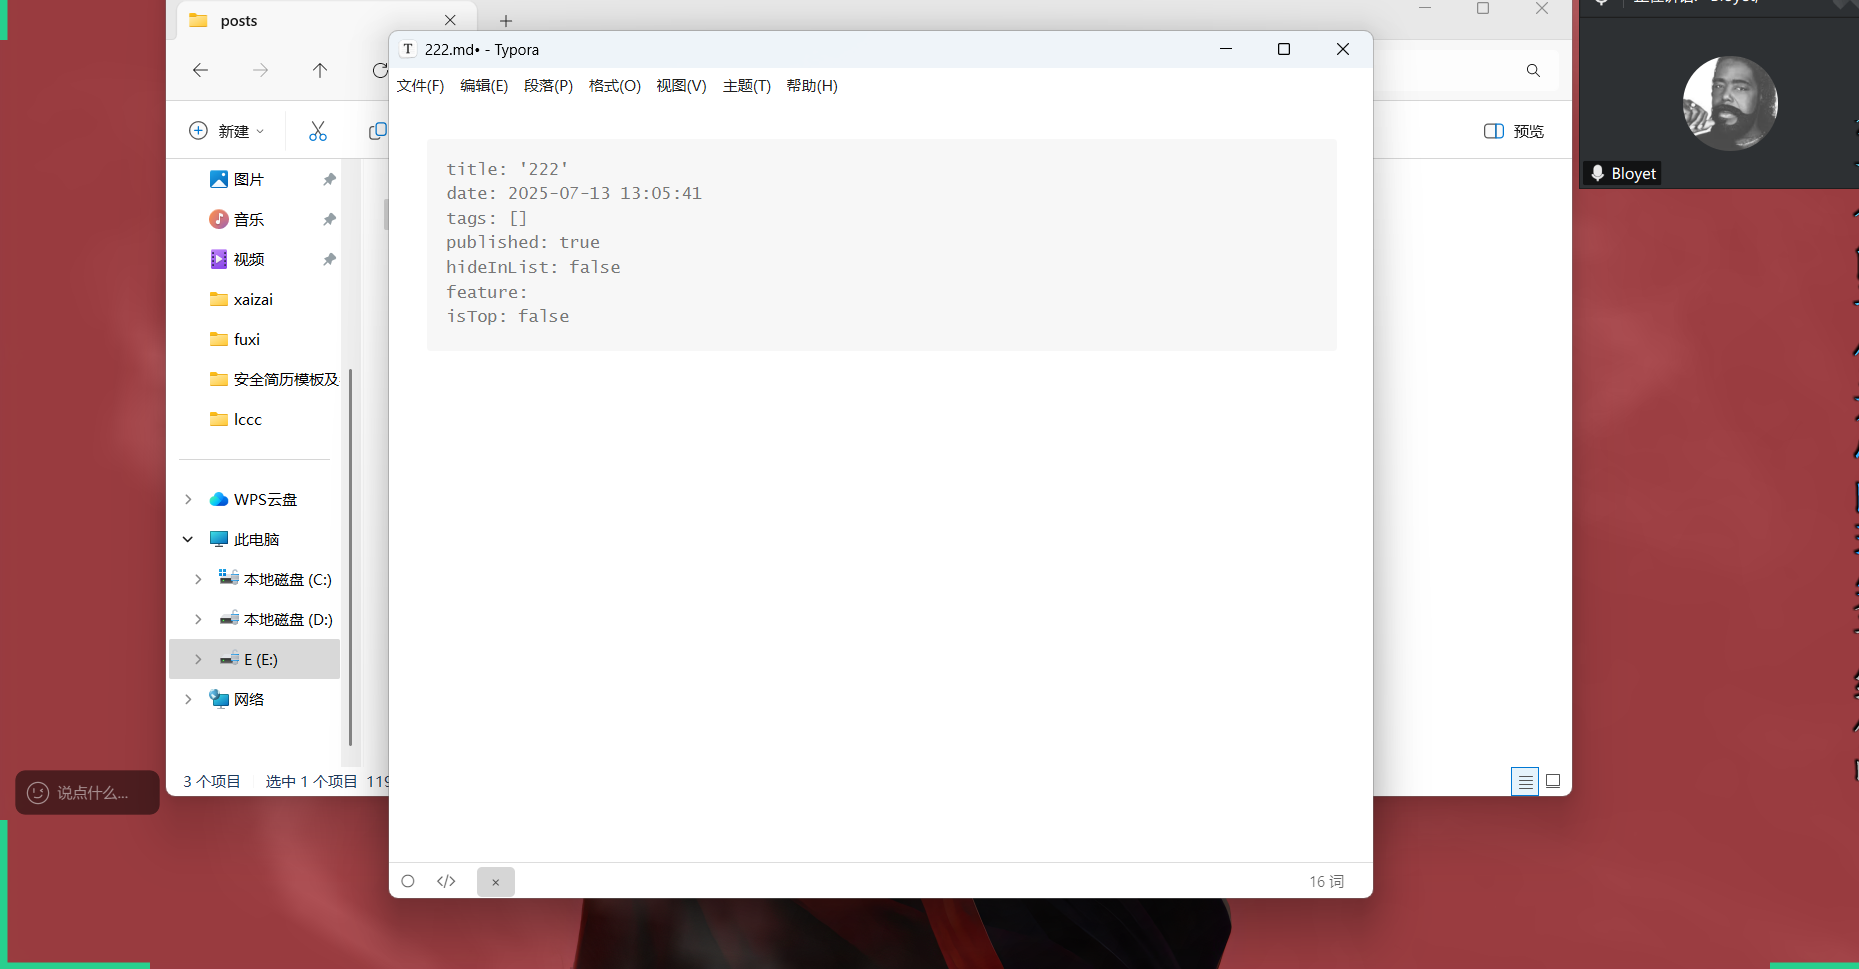 posts
222.md• - Typora
文件(F) 编辑(E) 段落(P) 格式(O) 视图(V) 主题(T) 帮助(H)
新建
预览
title: '222'
date: 2025-07-13 13:05:41
tags: []
published: true
hideInList: false
feature:
isTop: false
图片
音乐
视频
xaizai
fuxi
安全简历模板及
lccc
WPS云盘
此电脑
本地磁盘 (C:)
本地磁盘 (D:)
E (E:)
网络
3 个项目 选中 1 个项目 119
说点什么...
16 词
Bloyet